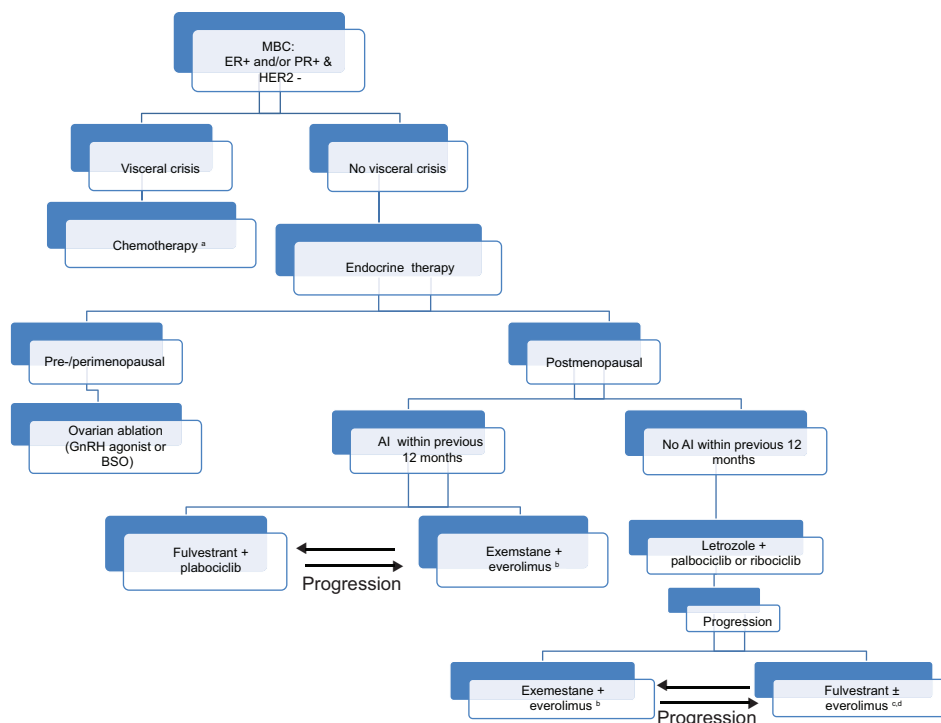 MBC:
ER+ and/or PR+ &
HER2 -
Visceral crisis
No visceral crisis
Chemotherapy a
Endocrine therapy
Pre-/perimenopausal
Postmenopausal
Ovarian ablation
(GnRH agonist or
BSO)
AI within previous
12 months
No AI within previous 12
months
Fulvestrant +
plabociclib
Progression
Exemstane +
everolimus b
Letrozole +
palbociclib or ribociclib
Progression
Exemestane +
everolimus b
Progression
Fulvestrant ±
everolimus c,d